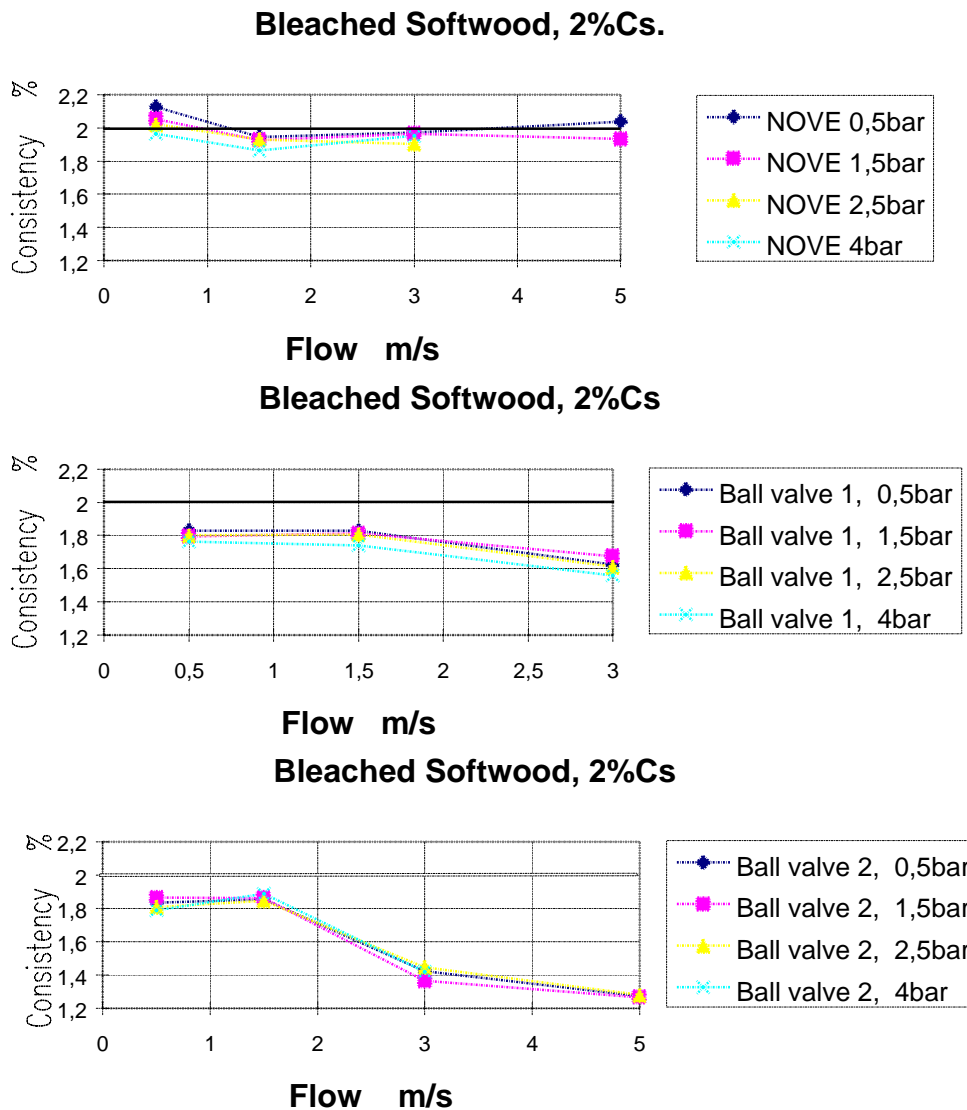 Bleached Softwood, 2%Cs.
Consistency %
2,2
2
1,8
1,6
1,4
1,2
0 1 2 3 4 5
Flow m/s
NOVE 0,5bar
NOVE 1,5bar
NOVE 2,5bar
NOVE 4bar
Bleached Softwood, 2%Cs
Consistency %
2,2
2
1,8
1,6
1,4
1,2
0 0,5 1 1,5 2 2,5 3
Flow m/s
Ball valve 1, 0,5bar
Ball valve 1, 1,5bar
Ball valve 1, 2,5bar
Ball valve 1, 4bar
Bleached Softwood, 2%Cs
Consistency %
2,2
2
1,8
1,6
1,4
1,2
0 1 2 3 4 5
Flow m/s
Ball valve 2, 0,5bar
Ball valve 2, 1,5bar
Ball valve 2, 2,5bar
Ball valve 2, 4bar